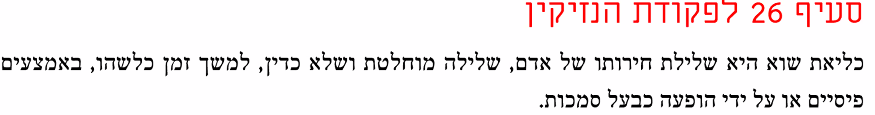 סעיף 26 לפקודת הנזיקין
כליאת שוא היא שלילת חירותו של אדם, שלילה מוחלטת ושלא כדין, למשך זמן כלשהו, באמצעים
פיסיים או על ידי הופעה כבעל סמכות.